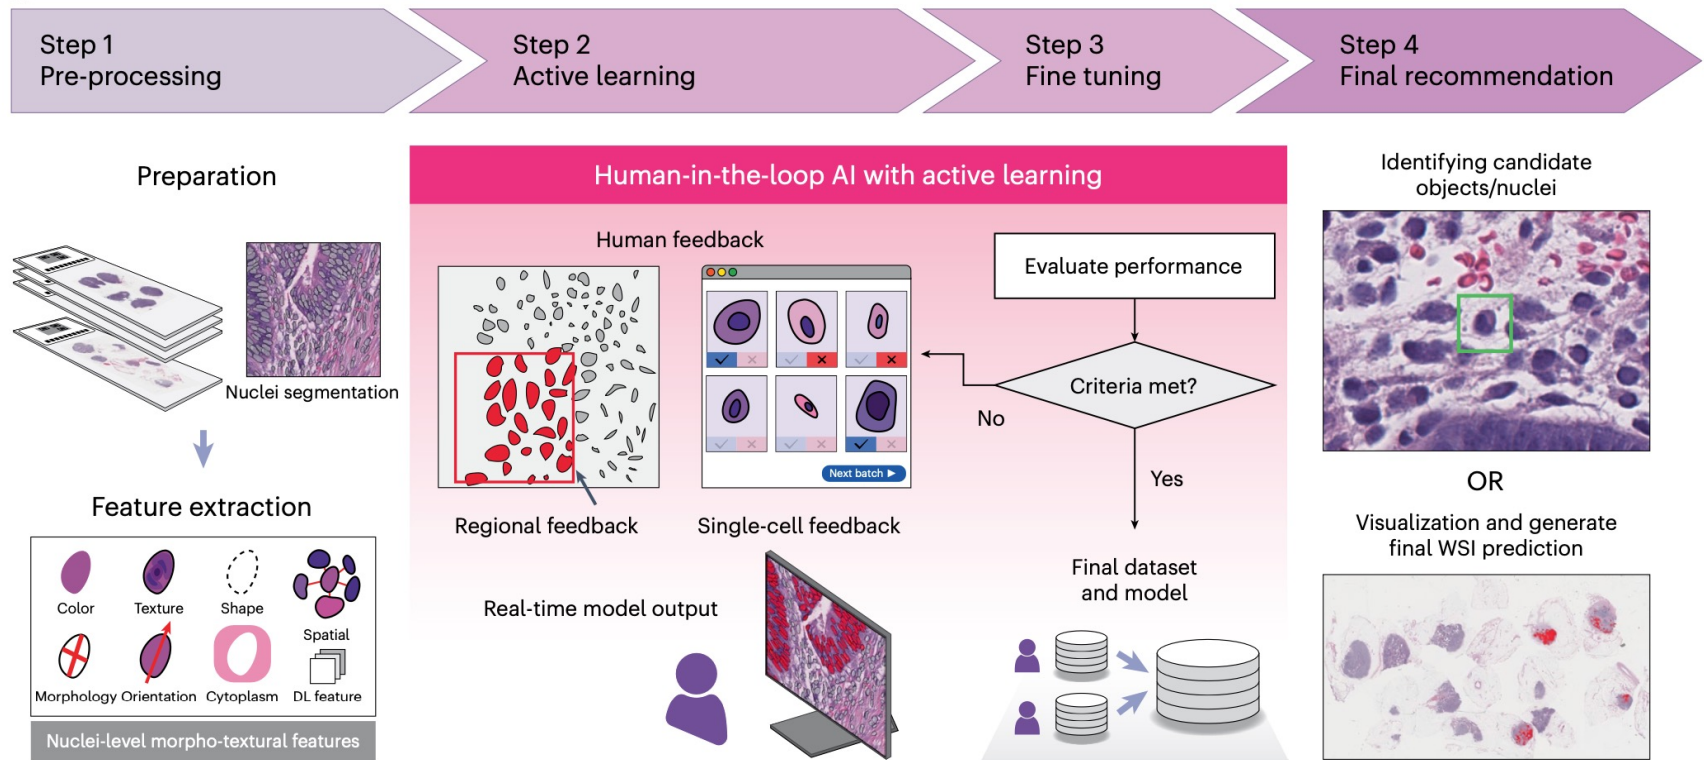 Step 1
Pre-processing
Step 2
Active learning
Step 3
Fine tuning
Step 4
Final recommendation
Preparation
Nuclei segmentation
Feature extraction
Color
Texture
Shape
Spatial
Morphology
Orientation
Cytoplasm
DL feature
Nuclei-level morpho-textural features
Human-in-the-loop AI with active learning
Human feedback
Regional feedback
Next batch
Single-cell feedback
Real-time model output
Evaluate performance
Criteria met?
No
Yes
Final dataset
and model
Identifying candidate
objects/nuclei
OR
Visualization and generate
final WSI prediction